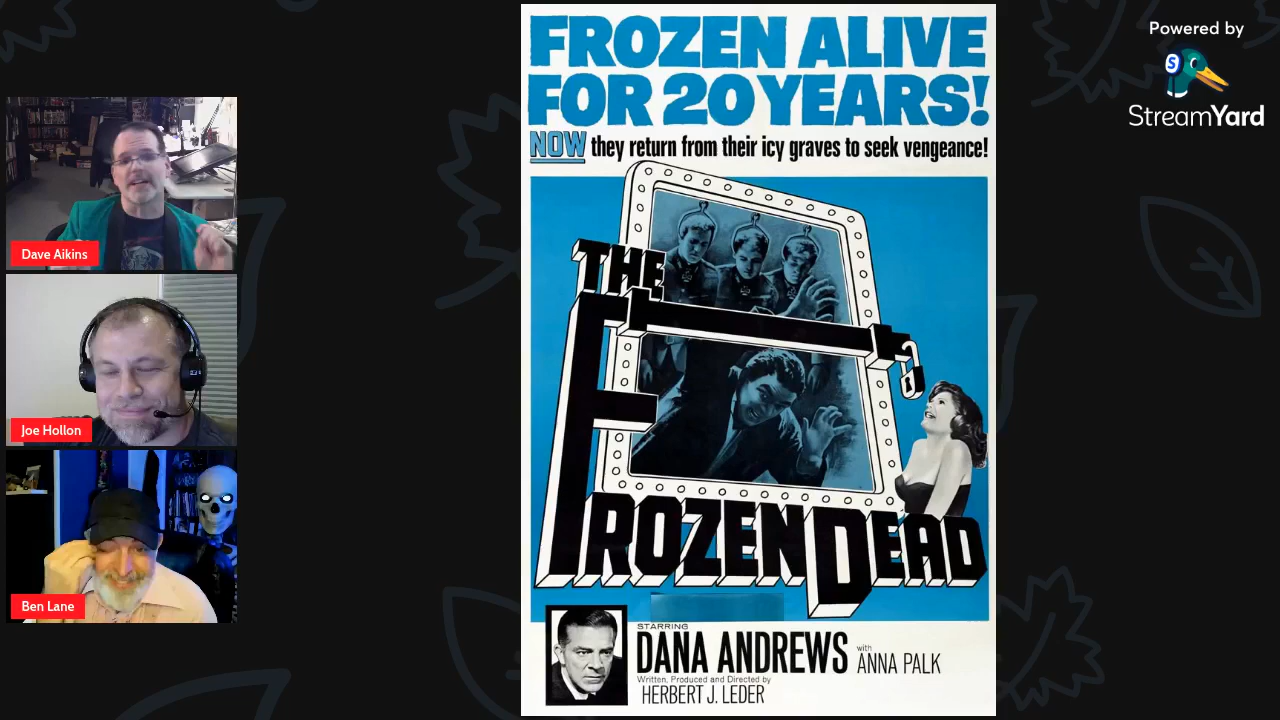 Dave Aikins
Joe Hollon
Ben Lane
FROZEN ALIVE
FOR 20 YEARS!
NOW they return from their icy graves to seek vengeance!
THE
FROZEN DEAD
STARRING
DANA ANDREWS with ANNA PALK
Written, Produced and Directed by
HERBERT J. LEDER
Powered by
S
StreamYard